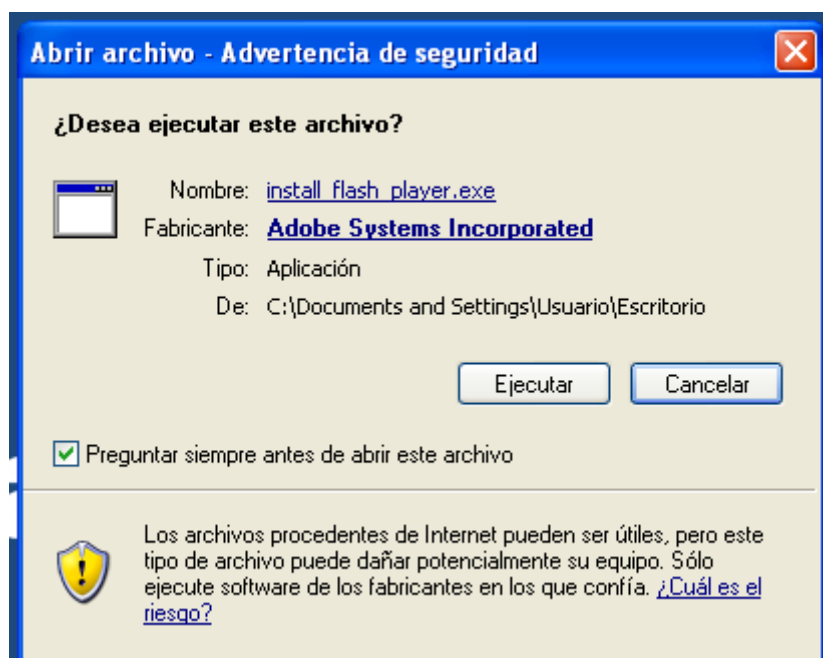 Abrir archivo - Advertencia de seguridad
¿Desea ejecutar este archivo?
Nombre: install_flash_player.exe
Fabricante: Adobe Systems Incorporated
Tipo: Aplicación
De: C:\Documents and Settings\Usuario\Escritorio
Ejecutar Cancelar
Preguntar siempre antes de abrir este archivo
Los archivos procedentes de Internet pueden ser útiles, pero este
tipo de archivo puede dañar potencialmente su equipo. Sólo
ejecute software de los fabricantes en los que confía. ¿Cuál es el
riesgo?